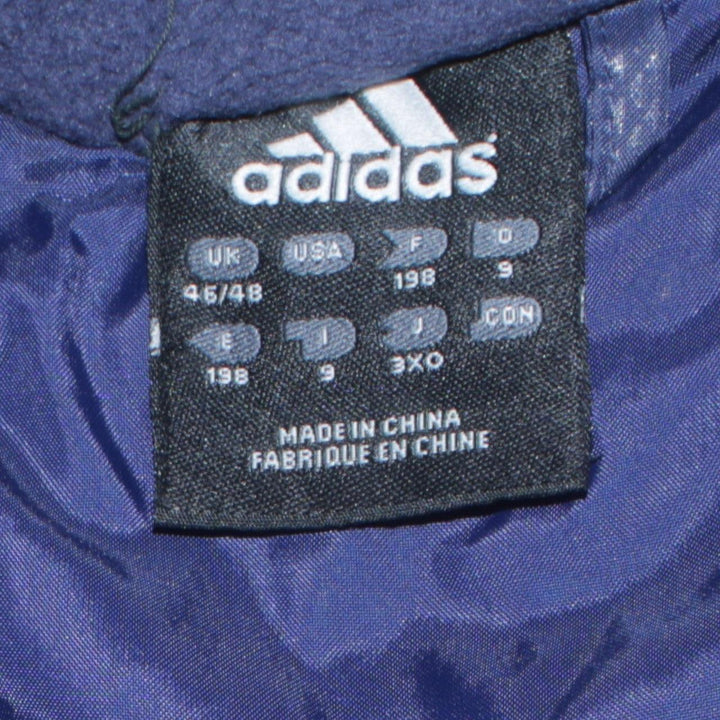 adidas
UK USA F D
46/48 198 9
E I J CON
198 9 3XO
MADE IN CHINA
FABRIQUE EN CHINE